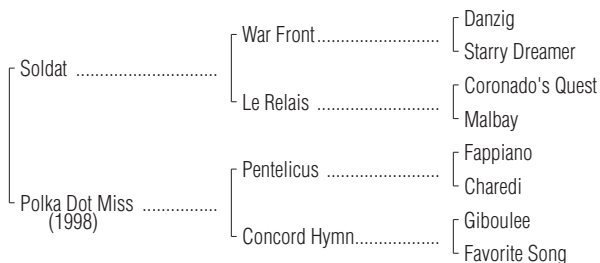 Danzig
War Front
Starry Dreamer
Soldat
Coronado's Quest
Le Relais
Malbay
Fappiano
Pentelicus
Charedi
Polka Dot Miss
(1998)
Giboulee
Concord Hymn
Favorite Song